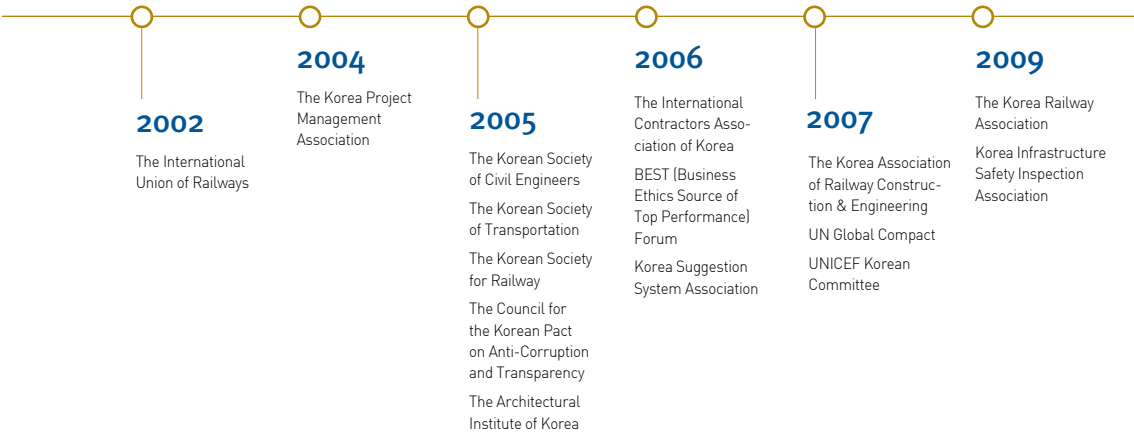 2002
The International
Union of Railways
2004
The Korea Project
Management
Association
2005
The Korean Society
of Civil Engineers
The Korean Society
of Transportation
The Korean Society
for Railway
The Council for
the Korean Pact
on Anti-Corruption
and Transparency
The Architectural
Institute of Korea
2006
The International
Contractors Asso-
ciation of Korea
BEST (Business
Ethics Source of
Top Performance)
Forum
Korea Suggestion
System Association
2007
The Korea Association
of Railway Construc-
tion & Engineering
UN Global Compact
UNICEF Korean
Committee
2009
The Korea Railway
Association
Korea Infrastructure
Safety Inspection
Association